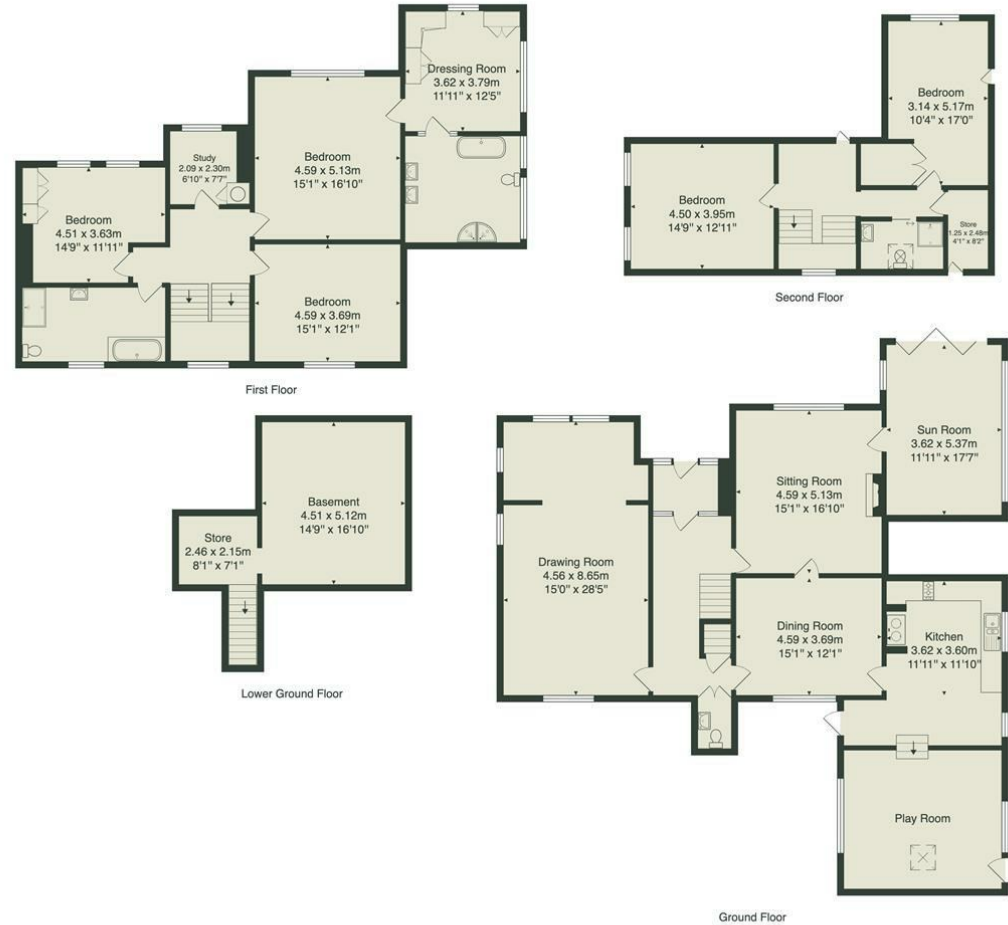 Dressing Room
3.62 x 3.79m
11'11" x 12'5"
Bedroom
4.59 x 5.13m
15'1" x 16'10"
Study
2.09 x 2.30m
6'10" x 7'7"
Bedroom
4.51 x 3.63m
14'9" x 11'11"
Bedroom
4.59 x 3.69m
15'1" x 12'1"
First Floor
Bedroom
3.14 x 5.17m
10'4" x 17'0"
Bedroom
4.50 x 3.95m
14'9" x 12'11"
Store
1.25 x 2.48m
4'1" x 8'2"
Second Floor
Basement
4.51 x 5.12m
14'9" x 16'10"
Store
2.46 x 2.15m
8'1" x 7'1"
Lower Ground Floor
Sun Room
3.62 x 5.37m
11'11" x 17'7"
Sitting Room
4.59 x 5.13m
15'1" x 16'10"
Drawing Room
4.56 x 8.65m
15'0" x 28'5"
Dining Room
4.59 x 3.69m
15'1" x 12'1"
Kitchen
3.62 x 3.60m
11'11" x 11'10"
Play Room
Ground Floor